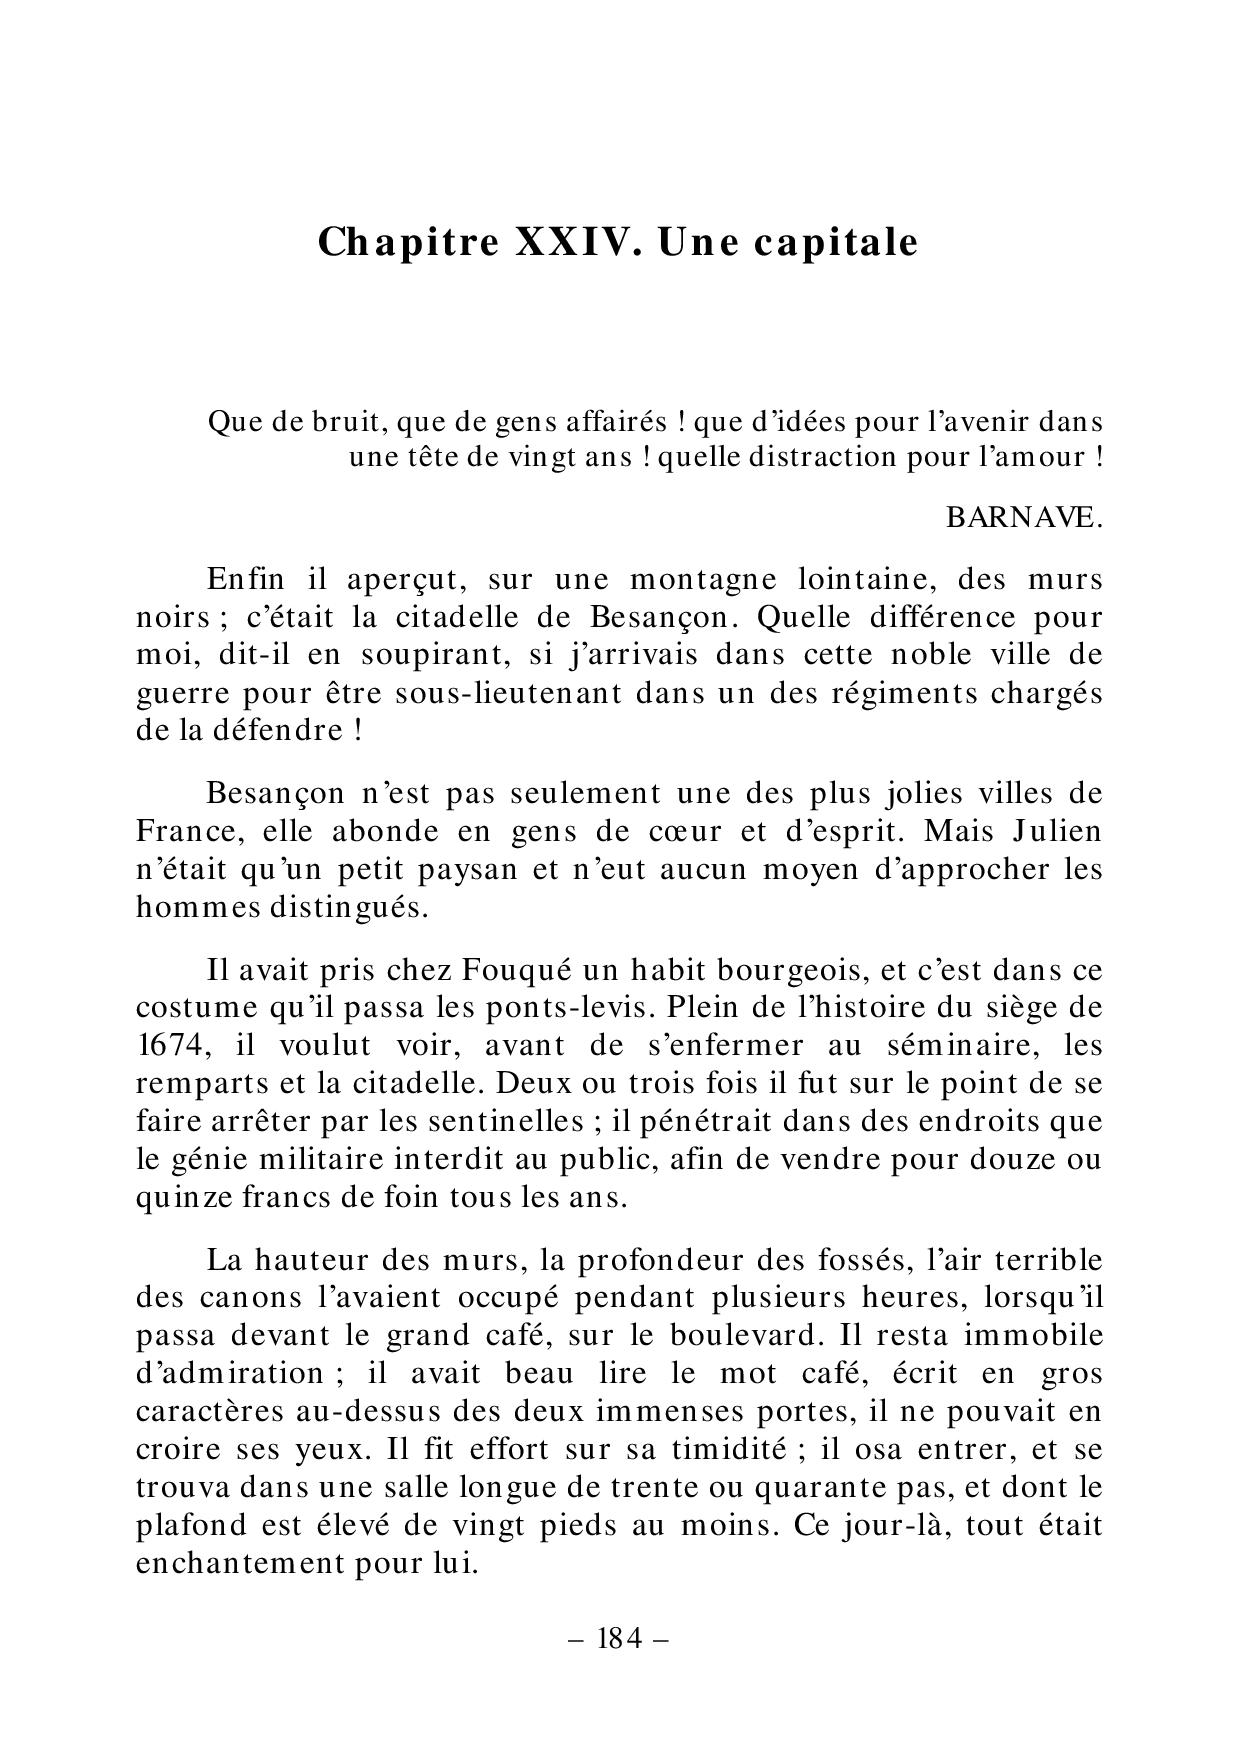 Chapitre XXIV. Une capitale
Que de bruit, que de gens affairés ! que d’idées pour l’avenir dans
une tête de vingt ans ! quelle distraction pour l’amour !
BARNAVE.
Enfin il aperçut, sur une montagne lointaine, des murs
noirs ; c’était la citadelle de Besançon. Quelle différence pour
moi, dit-il en soupirant, si j’arrivais dans cette noble ville de
guerre pour être sous-lieutenant dans un des régiments chargés
de la défendre !
Besançon n’est pas seulement une des plus jolies villes de
France, elle abonde en gens de cœur et d’esprit. Mais Julien
n’était qu’un petit paysan et n’eut aucun moyen d’approcher les
hommes distingués.
Il avait pris chez Fouqué un habit bourgeois, et c’est dans ce
costume qu’il passa les ponts-levis. Plein de l’histoire du siège de
1674, il voulut voir, avant de s’enfermer au séminaire, les
remparts et la citadelle. Deux ou trois fois il fut sur le point de se
faire arrêter par les sentinelles ; il pénétrait dans des endroits que
le génie militaire interdit au public, afin de vendre pour douze ou
quinze francs de foin tous les ans.
La hauteur des murs, la profondeur des fossés, l’air terrible
des canons l’avaient occupé pendant plusieurs heures, lorsqu’il
passa devant le grand café, sur le boulevard. Il resta immobile
d’admiration ; il avait beau lire le mot café, écrit en gros
caractères au-dessus des deux immenses portes, il ne pouvait en
croire ses yeux. Il fit effort sur sa timidité ; il osa entrer, et se
trouva dans une salle longue de trente ou quarante pas, et dont le
plafond est élevé de vingt pieds au moins. Ce jour-là, tout était
enchantement pour lui.
– 184 –